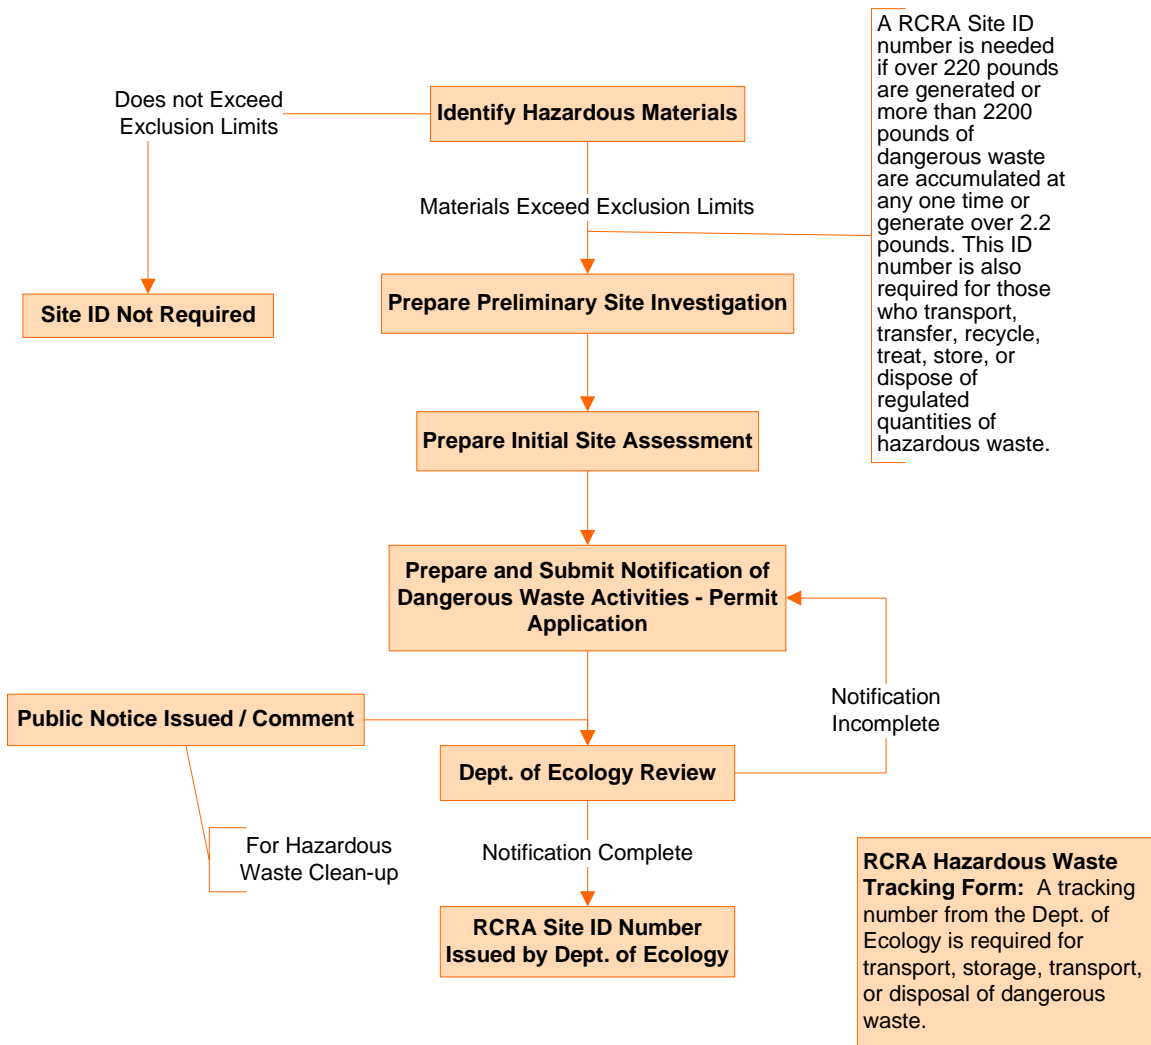 Identify Hazardous Materials
Does not Exceed
Exclusion Limits
Materials Exceed Exclusion Limits
A RCRA Site ID
number is needed
if over 220 pounds
are generated or
more than 2200
pounds of
dangerous waste
are accumulated at
any one time or
generate over 2.2
pounds. This ID
number is also
required for those
who transport,
transfer, recycle,
treat, store, or
dispose of
regulated
quantities of
hazardous waste.
Site ID Not Required
Prepare Preliminary Site Investigation
Prepare Initial Site Assessment
Prepare and Submit Notification of
Dangerous Waste Activities - Permit
Application
Public Notice Issued / Comment
Notification
Incomplete
Dept. of Ecology Review
For Hazardous
Waste Clean-up
Notification Complete
RCRA Site ID Number
Issued by Dept. of Ecology
RCRA Hazardous Waste
Tracking Form: A tracking
number from the Dept. of
Ecology is required for
transport, storage, transport,
or disposal of dangerous
waste.